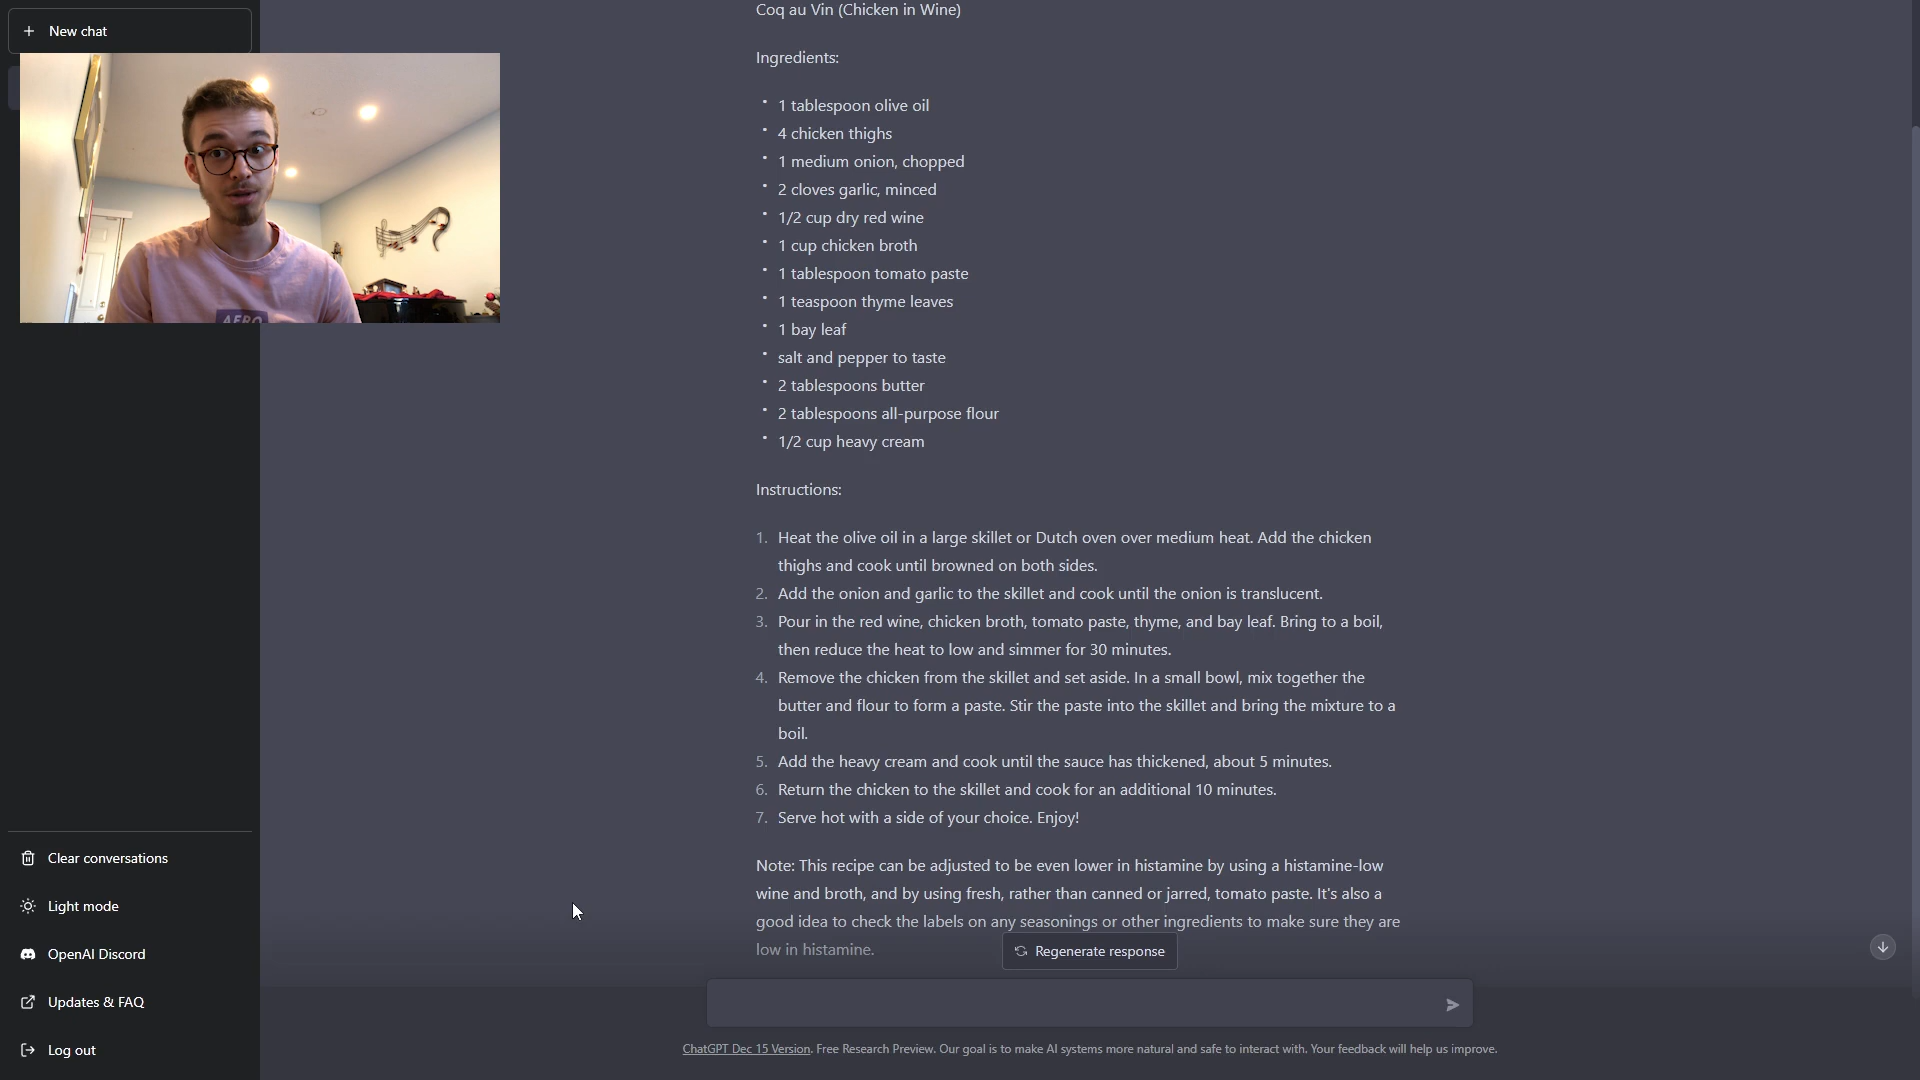 New chat
AERO
Clear conversations
Light mode
OpenAI Discord
Updates & FAQ
Log out
Coq au Vin (Chicken in Wine)
Ingredients:
• 1 tablespoon olive oil
• 4 chicken thighs
• 1 medium onion, chopped
• 2 cloves garlic, minced
• 1/2 cup dry red wine
• 1 cup chicken broth
• 1 tablespoon tomato paste
• 1 teaspoon thyme leaves
• 1 bay leaf
• salt and pepper to taste
• 2 tablespoons butter
• 2 tablespoons all-purpose flour
• 1/2 cup heavy cream
Instructions:
1. Heat the olive oil in a large skillet or Dutch oven over medium heat. Add the chicken
thighs and cook until browned on both sides.
2. Add the onion and garlic to the skillet and cook until the onion is translucent.
3. Pour in the red wine, chicken broth, tomato paste, thyme, and bay leaf. Bring to a boil,
then reduce the heat to low and simmer for 30 minutes.
4. Remove the chicken from the skillet and set aside. In a small bowl, mix together the
butter and flour to form a paste. Stir the paste into the skillet and bring the mixture to a
boil.
5. Add the heavy cream and cook until the sauce has thickened, about 5 minutes.
6. Return the chicken to the skillet and cook for an additional 10 minutes.
7. Serve hot with a side of your choice. Enjoy!
Note: This recipe can be adjusted to be even lower in histamine by using a histamine-low
wine and broth, and by using fresh, rather than canned or jarred, tomato paste. It's also a
good idea to check the labels on any seasonings or other ingredients to make sure they are
low in histamine.
Regenerate response
ChatGPT Dec 15 Version. Free Research Preview. Our goal is to make AI systems more natural and safe to interact with. Your feedback will help us improve.